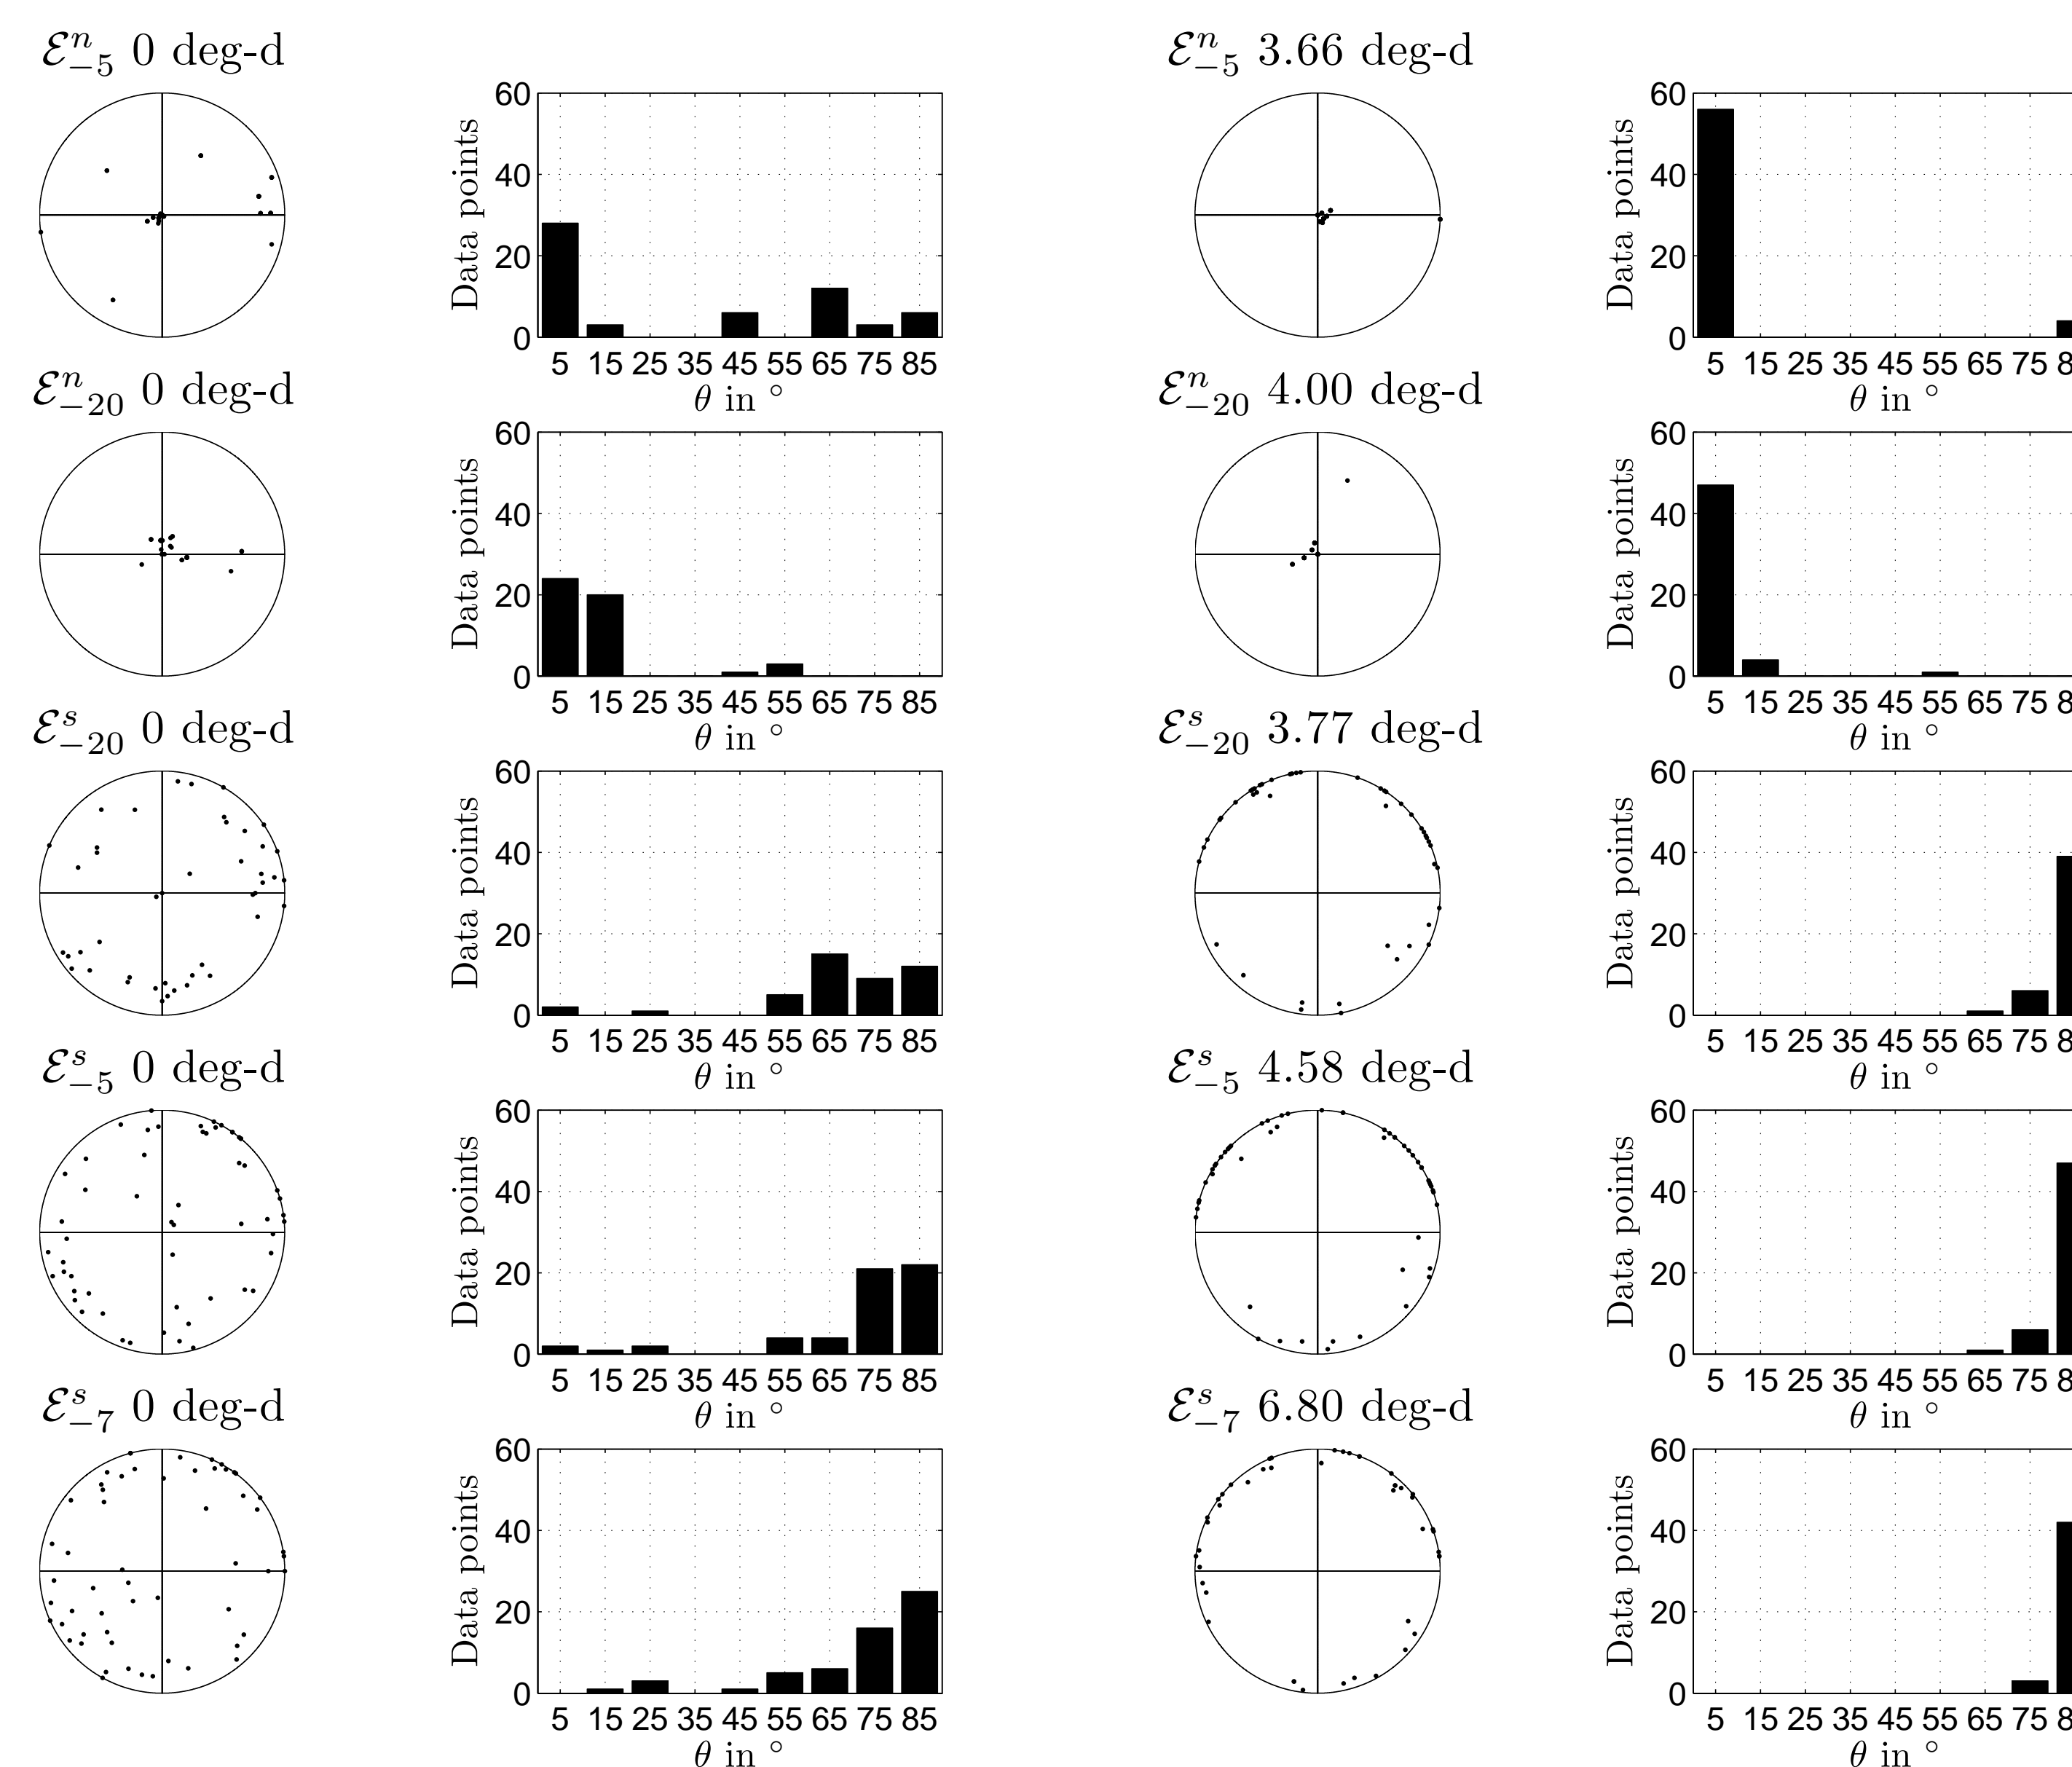 ℰⁿ₋₅ 0 deg-d
60
40
20
0
Data points
5 15 25 35 45 55 65 75 85
θ in °
ℰⁿ₋₅ 3.66 deg-d
60
40
20
0
Data points
5 15 25 35 45 55 65 75 8
θ in °
ℰⁿ₋₂₀ 0 deg-d
60
40
20
0
Data points
5 15 25 35 45 55 65 75 85
θ in °
ℰⁿ₋₂₀ 4.00 deg-d
60
40
20
0
Data points
5 15 25 35 45 55 65 75 8
θ in °
ℰˢ₋₂₀ 0 deg-d
60
40
20
0
Data points
5 15 25 35 45 55 65 75 85
θ in °
ℰˢ₋₂₀ 3.77 deg-d
60
40
20
0
Data points
5 15 25 35 45 55 65 75 8
θ in °
ℰˢ₋₅ 0 deg-d
60
40
20
0
Data points
5 15 25 35 45 55 65 75 85
θ in °
ℰˢ₋₅ 4.58 deg-d
60
40
20
0
Data points
5 15 25 35 45 55 65 75 8
θ in °
ℰˢ₋₇ 0 deg-d
60
40
20
0
Data points
5 15 25 35 45 55 65 75 85
θ in °
ℰˢ₋₇ 6.80 deg-d
60
40
20
0
Data points
5 15 25 35 45 55 65 75 8
θ in °